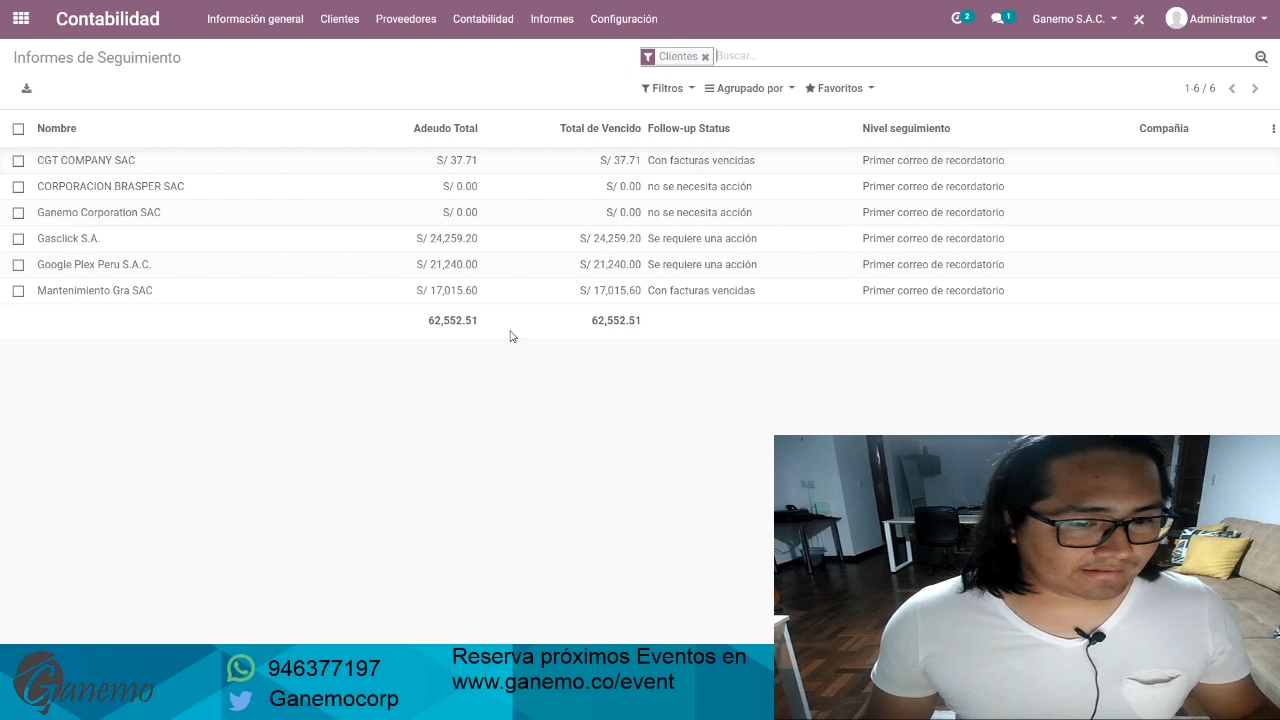 Contabilidad Información general Clientes Proveedores Contabilidad Informes Configuración 2 1 Ganemo S.A.C. Administrator
Informes de Seguimiento
Clientes Buscar...
Filtros Agrupado por Favoritos 1-6 / 6
Nombre Adeudo Total Total de Vencido Follow-up Status Nivel seguimiento Compañia
CGT COMPANY SAC S/ 37.71 S/ 37.71 Con facturas vencidas Primer correo de recordatorio
CORPORACION BRASPER SAC S/ 0.00 S/ 0.00 no se necesita acción Primer correo de recordatorio
Ganemo Corporation SAC S/ 0.00 S/ 0.00 no se necesita acción Primer correo de recordatorio
Gasclick S.A. S/ 24,259.20 S/ 24,259.20 Se requiere una acción Primer correo de recordatorio
Google Plex Peru S.A.C. S/ 21,240.00 S/ 21,240.00 Se requiere una acción Primer correo de recordatorio
Mantenimiento Gra SAC S/ 17,015.60 S/ 17,015.60 Con facturas vencidas Primer correo de recordatorio
62,552.51 62,552.51
Ganemo
946377197
Ganemocorp
Reserva próximos Eventos en
www.ganemo.co/event